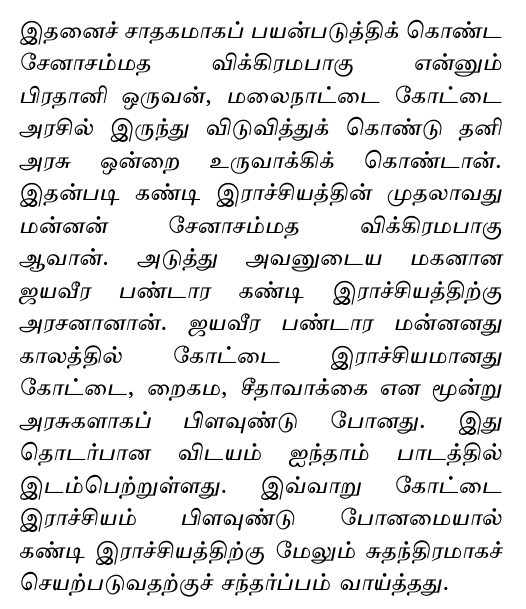 இதனைச் சாதகமாகப் பயன்படுத்திக் கொண்ட
சேனாசம்மத விக்கிரமபாகு என்னும்
பிரதானி ஒருவன், மலைநாட்டை கோட்டை
அரசில் இருந்து விடுவித்துக் கொண்டு தனி
அரசு ஒன்றை உருவாக்கிக் கொண்டான்.
இதன்படி கண்டி இராச்சியத்தின் முதலாவது
மன்னன் சேனாசம்மத விக்கிரமபாகு
ஆவான். அடுத்து அவனுடைய மகனான
ஜயவீர பண்டார கண்டி இராச்சியத்திற்கு
அரசனானான். ஜயவீர பண்டார மன்னனது
காலத்தில் கோட்டை இராச்சியமானது
கோட்டை, றைகம, சீதாவாக்கை என மூன்று
அரசுகளாகப் பிளவுண்டு போனது. இது
தொடர்பான விடயம் ஐந்தாம் பாடத்தில்
இடம்பெற்றுள்ளது. இவ்வாறு கோட்டை
இராச்சியம் பிளவுண்டு போனமையால்
கண்டி இராச்சியத்திற்கு மேலும் சுதந்திரமாகச்
செயற்படுவதற்குச் சந்தர்ப்பம் வாய்த்தது.